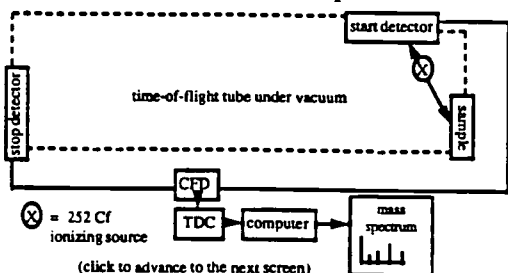 start detector
stop detector
time-of-flight tube under vacuum
X
sample
CFD
X = 252 Cf
ionizing source
TDC
computer
mass
spectrum
(click to advance to the next screen)